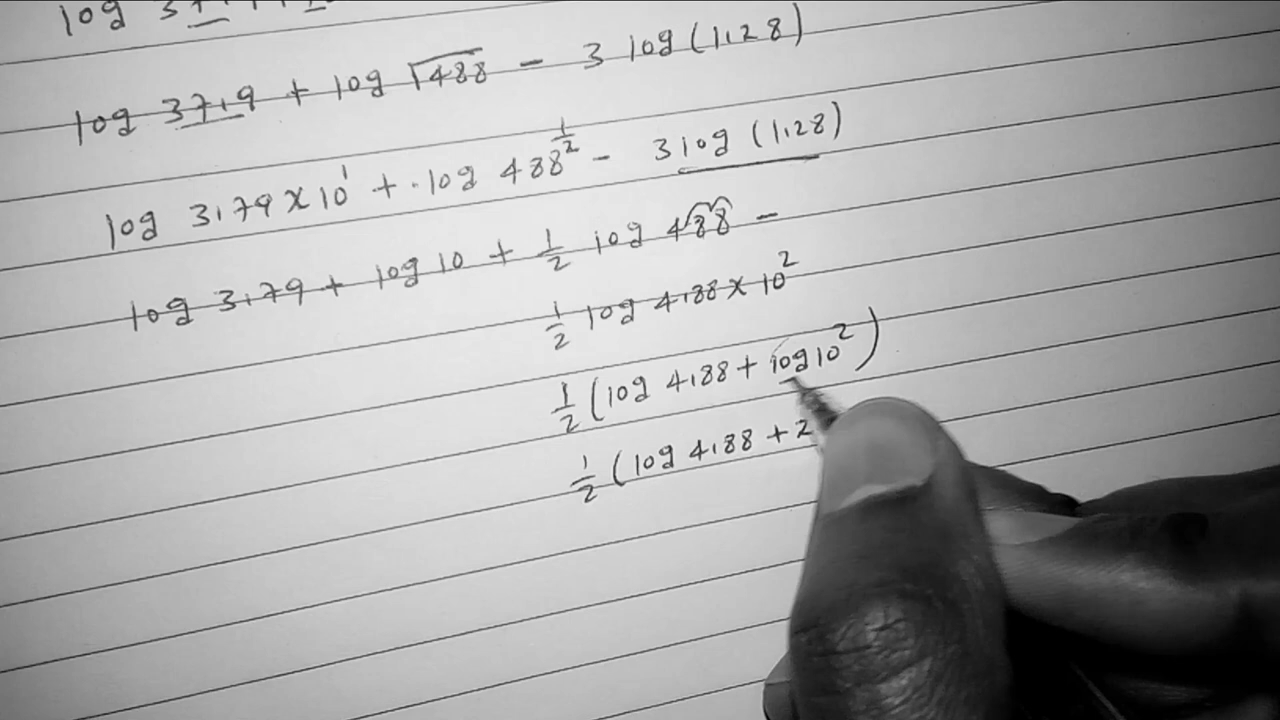 log 3
log 37.9 + log √488 - 3 log (1.28)
log 3.79 x 10¹ + log 488^½ - 3 log (1.28)
log 3.79 + log 10 + ½ log 488 -
½ log 4.88 x 10²
½ (log 4.88 + log 10²)
½ (log 4.88 + 2